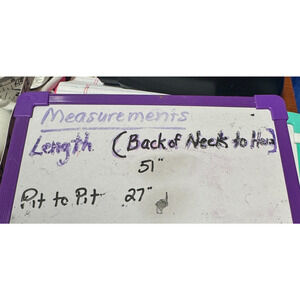 Measurements
Length (Back of Neck to Hem)
51"
Pit to Pit 27"